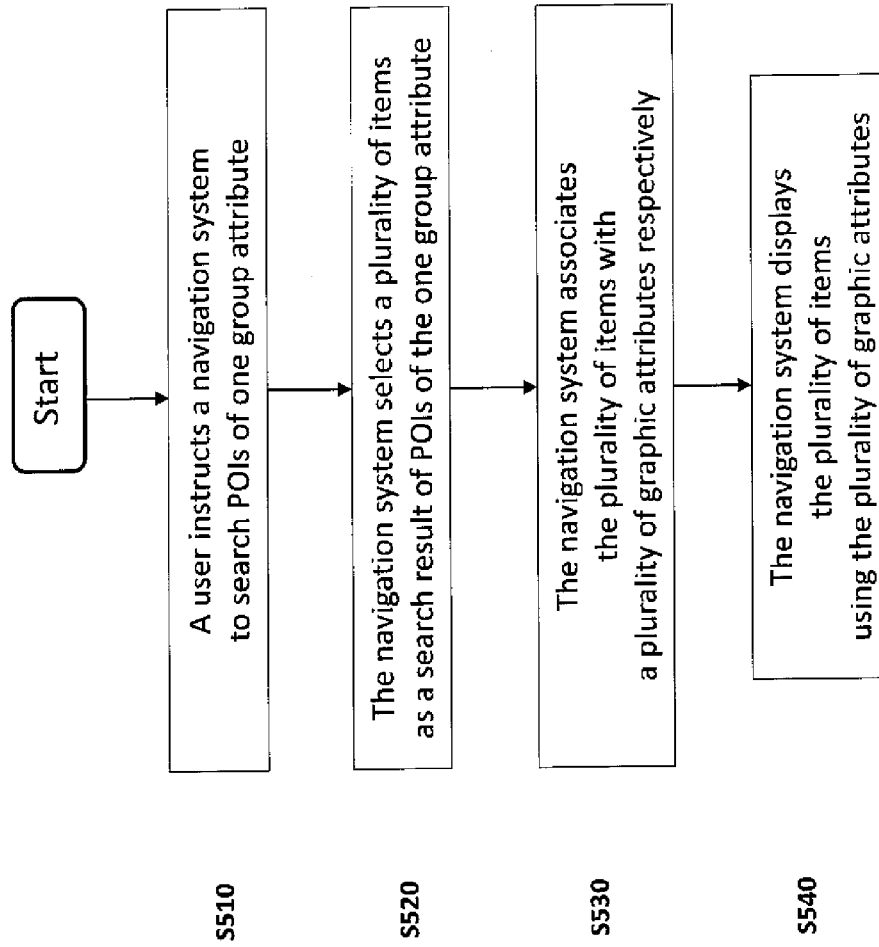 Start
S510
A user instructs a navigation system
to search POIs of one group attribute
S520
The navigation system selects a plurality of items
as a search result of POIs of the one group attribute
S530
The navigation system associates
the plurality of items with
a plurality of graphic attributes respectively
S540
The navigation system displays
the plurality of items
using the plurality of graphic attributes